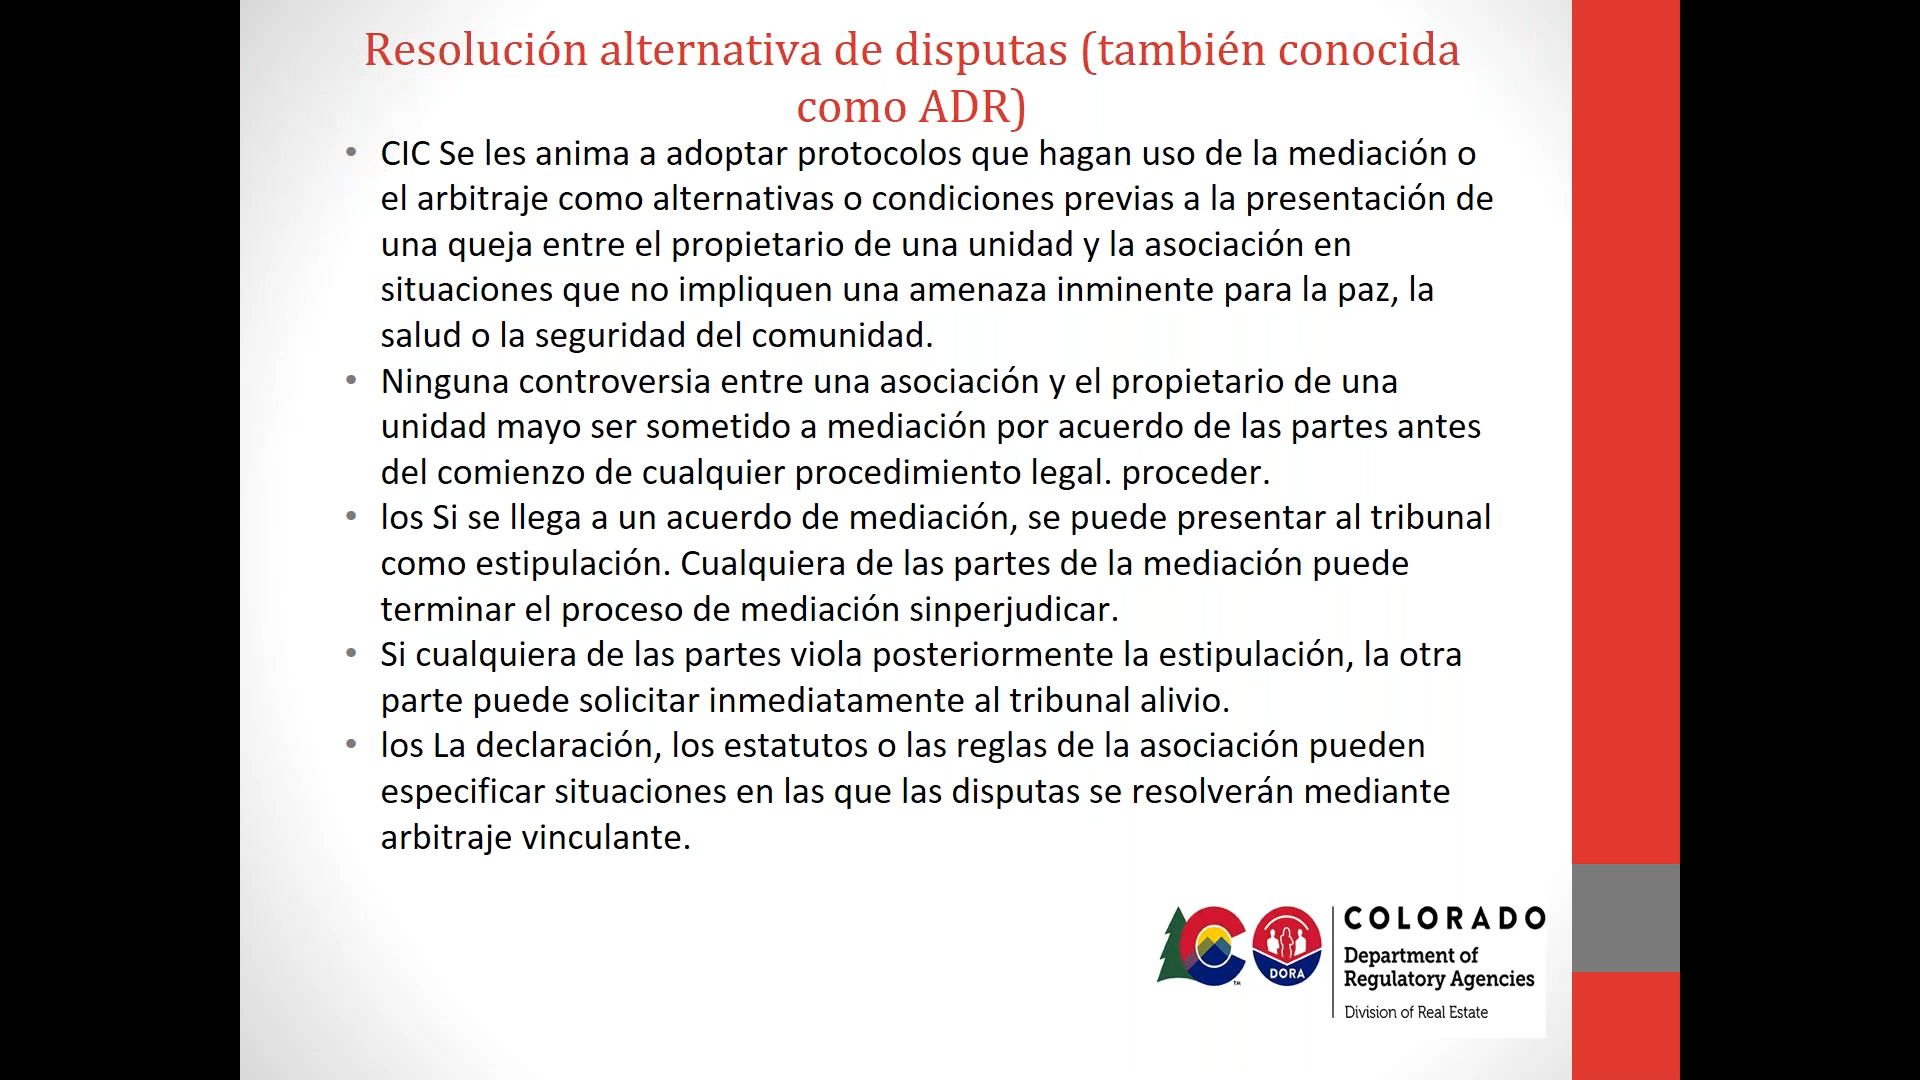 Resolución alternativa de disputas (también conocida
como ADR)
• CIC Se les anima a adoptar protocolos que hagan uso de la mediación o
el arbitraje como alternativas o condiciones previas a la presentación de
una queja entre el propietario de una unidad y la asociación en
situaciones que no impliquen una amenaza inminente para la paz, la
salud o la seguridad del comunidad.
• Ninguna controversia entre una asociación y el propietario de una
unidad mayo ser sometido a mediación por acuerdo de las partes antes
del comienzo de cualquier procedimiento legal. proceder.
• los Si se llega a un acuerdo de mediación, se puede presentar al tribunal
como estipulación. Cualquiera de las partes de la mediación puede
terminar el proceso de mediación sinperjudicar.
• Si cualquiera de las partes viola posteriormente la estipulación, la otra
parte puede solicitar inmediatamente al tribunal alivio.
• los La declaración, los estatutos o las reglas de la asociación pueden
especificar situaciones en las que las disputas se resolverán mediante
arbitraje vinculante.
TM
DORA
COLORADO
Department of
Regulatory Agencies
Division of Real Estate